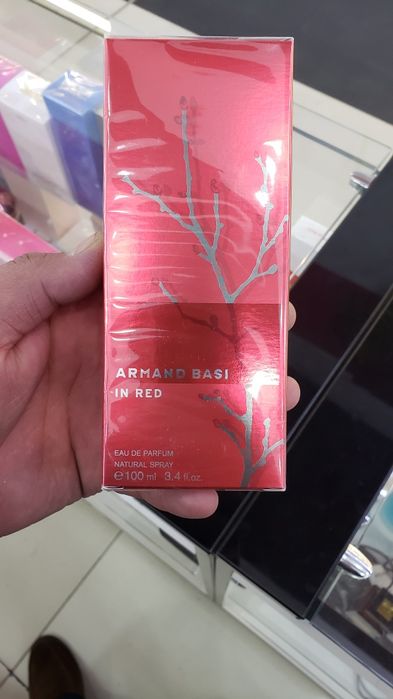 ARMAND BASI
IN RED
EAU DE PARFUM
NATURAL SPRAY
℮100 ml 3.4 fl.oz.